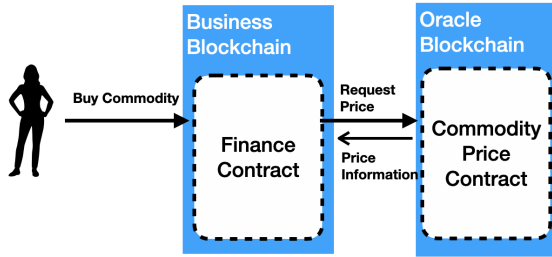 Business
Blockchain
Oracle
Blockchain
Buy Commodity
Finance
Contract
Request
Price
Price
Information
Commodity
Price
Contract